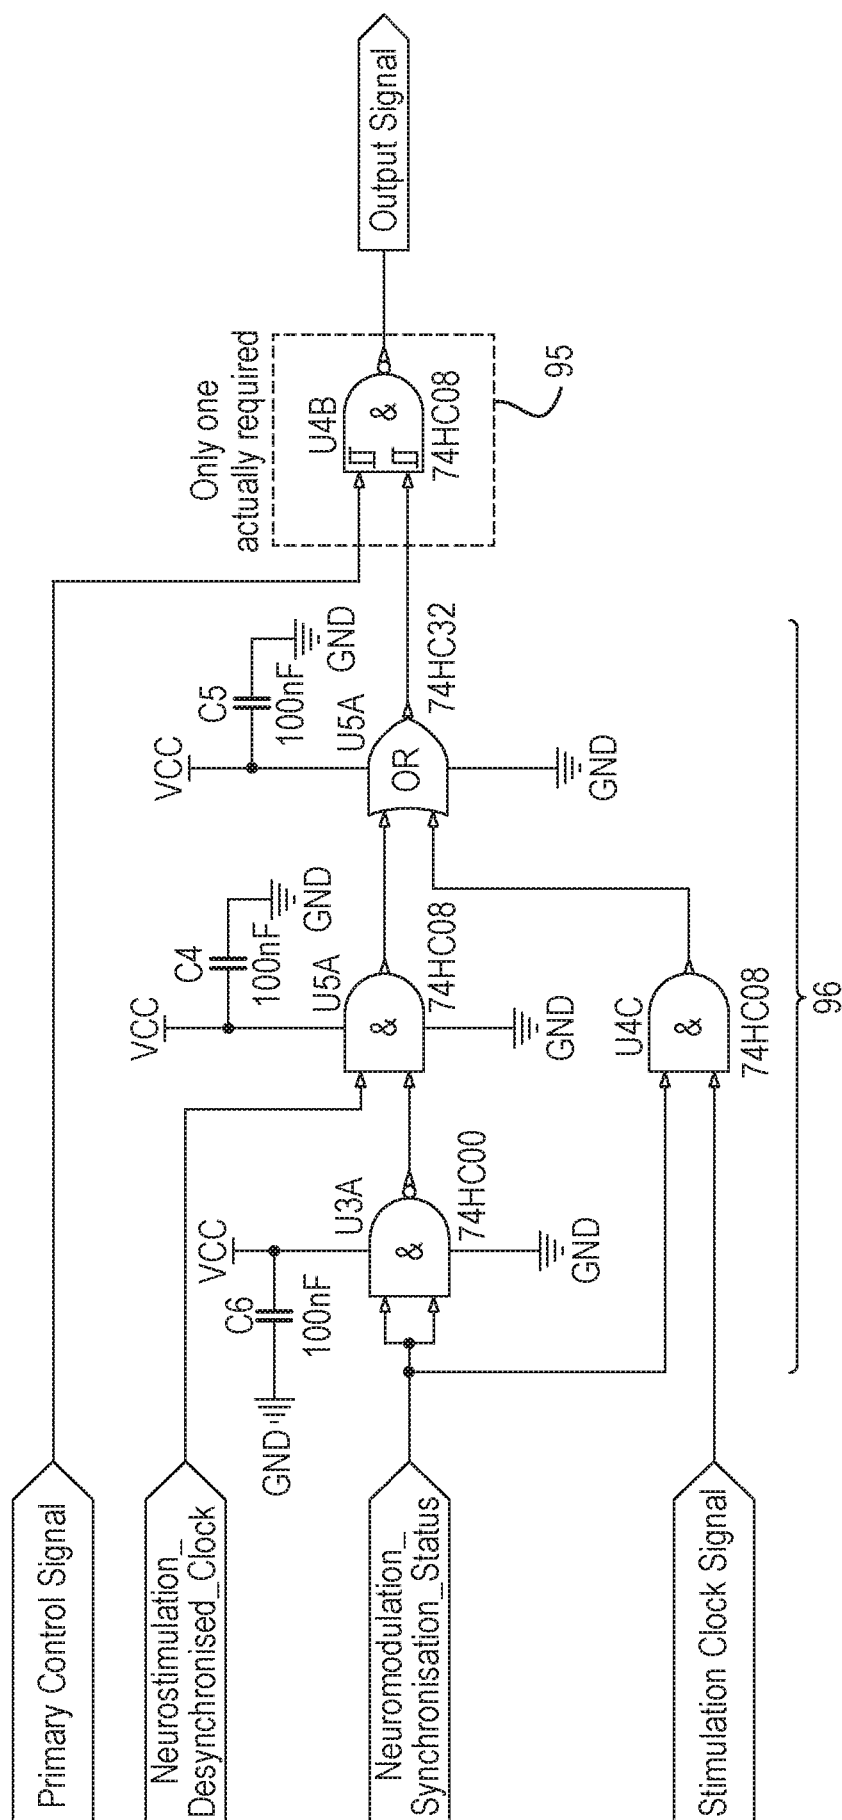 Primary Control Signal
Neurostimulation_
Desynchronised_Clock
Neuromodulation_
Synchronisation_Status
Stimulation Clock Signal
GND
C6
100nF
VCC
U3A
&
74HC00
GND
VCC
C4
100nF
GND
U5A
&
74HC08
GND
U4C
&
74HC08
VCC
C5
100nF
GND
U5A
OR
74HC32
GND
96
Only one
actually required
U4B
&
74HC08
95
Output Signal